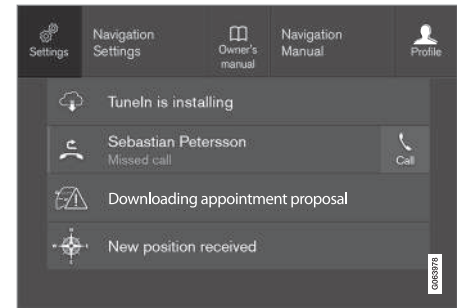 Settings
Navigation
Settings
Owner's
manual
Navigation
Manual
Profile
TuneIn is installing
Sebastian Petersson
Missed call
Call
Downloading appointment proposal
New position received
G063978